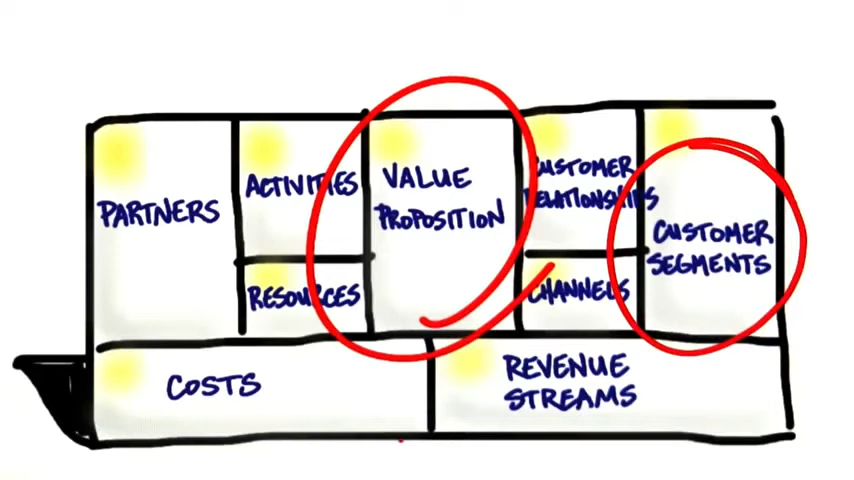 PARTNERS
ACTIVITIES
RESOURCES
VALUE
PROPOSITION
CUSTOMER
RELATIONSHIPS
CHANNELS
CUSTOMER
SEGMENTS
COSTS
REVENUE
STREAMS